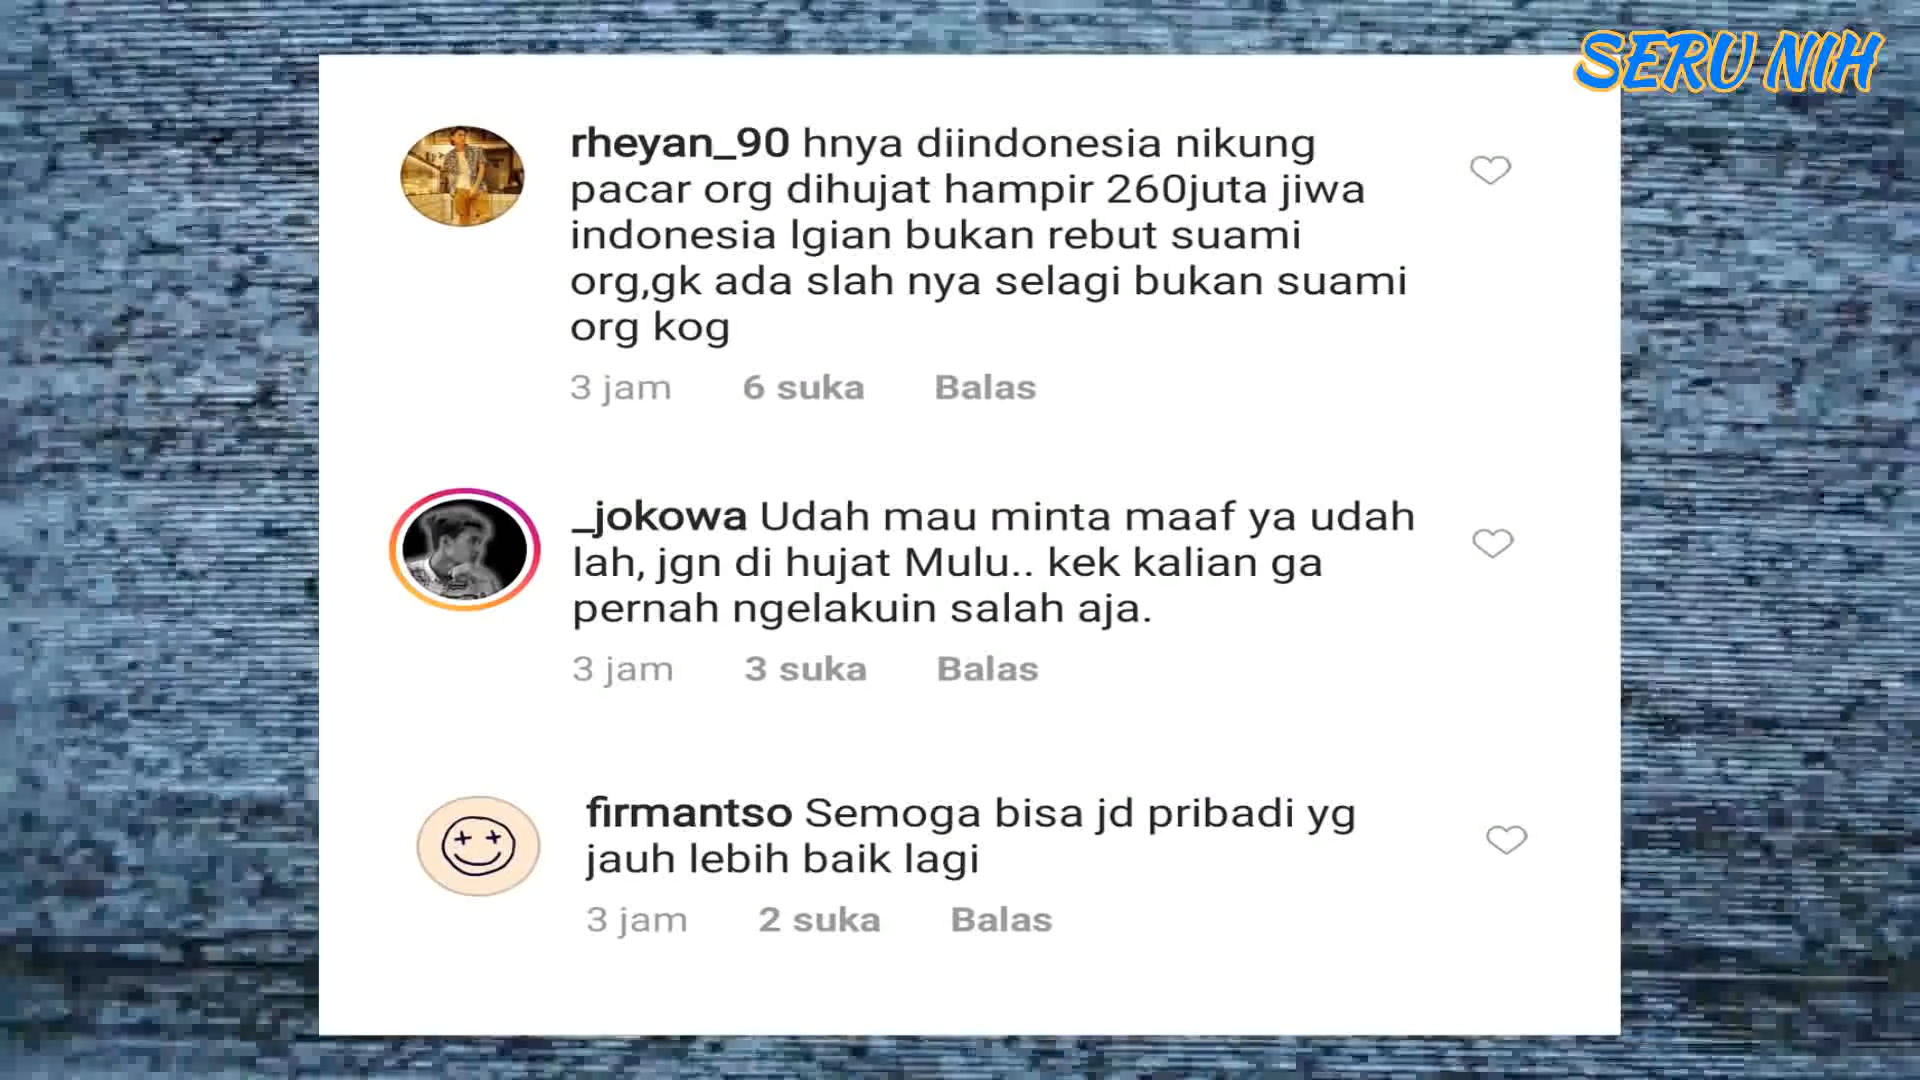 SERU NIH
rheyan_90 hnya diindonesia nikung
pacar org dihujat hampir 260juta jiwa
indonesia lgian bukan rebut suami
org,gk ada slah nya selagi bukan suami
org kog
3 jam 6 suka Balas
_jokowa Udah mau minta maaf ya udah
lah, jgn di hujat Mulu.. kek kalian ga
pernah ngelakuin salah aja.
3 jam 3 suka Balas
firmantso Semoga bisa jd pribadi yg
jauh lebih baik lagi
3 jam 2 suka Balas